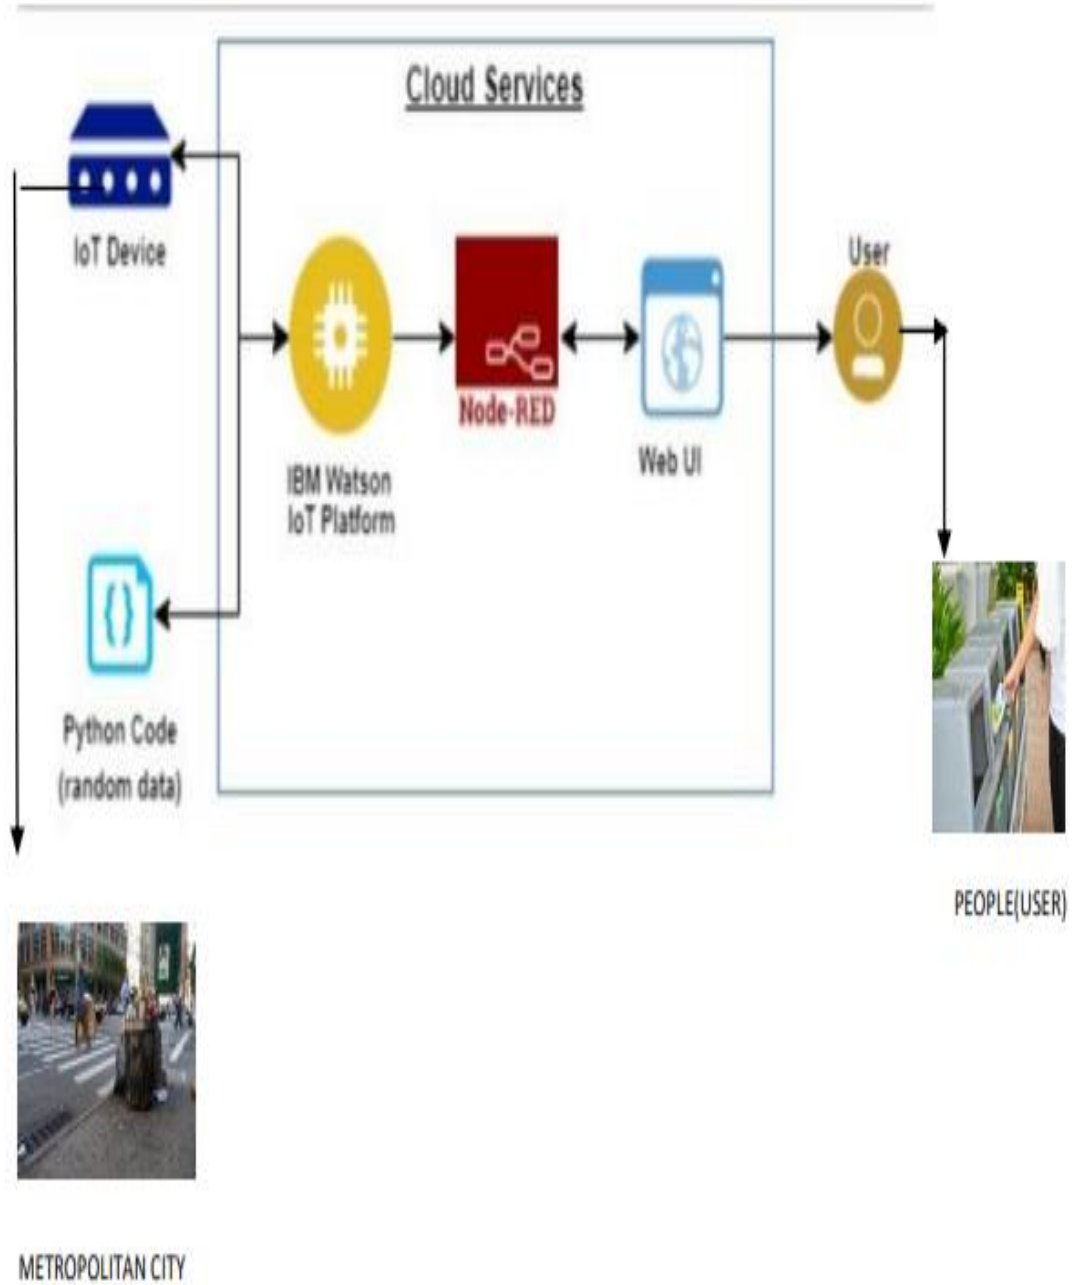 Cloud Services
IoT Device
User
Node-RED
Web UI
IBM Watson
IoT Platform
Python Code
(random data)
PEOPLE(USER)
METROPOLITAN CITY